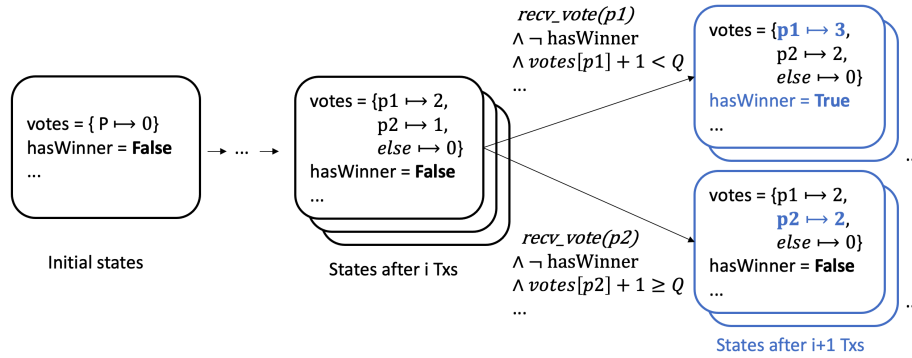 votes = { P ↦ 0}
hasWinner = False
...
Initial states
...
votes = {p1 ↦ 2,
p2 ↦ 1,
else ↦ 0}
hasWinner = False
...
States after i Txs
recv_vote(p1)
∧ ¬ hasWinner
∧ votes[p1] + 1 < Q
...
recv_vote(p2)
∧ ¬ hasWinner
∧ votes[p2] + 1 ≥ Q
...
votes = {p1 ↦ 3,
p2 ↦ 2,
else ↦ 0}
hasWinner = True
...
..
votes = {p1 ↦ 2,
p2 ↦ 2,
else ↦ 0}
hasWinner = False
...
..
States after i+1 Txs